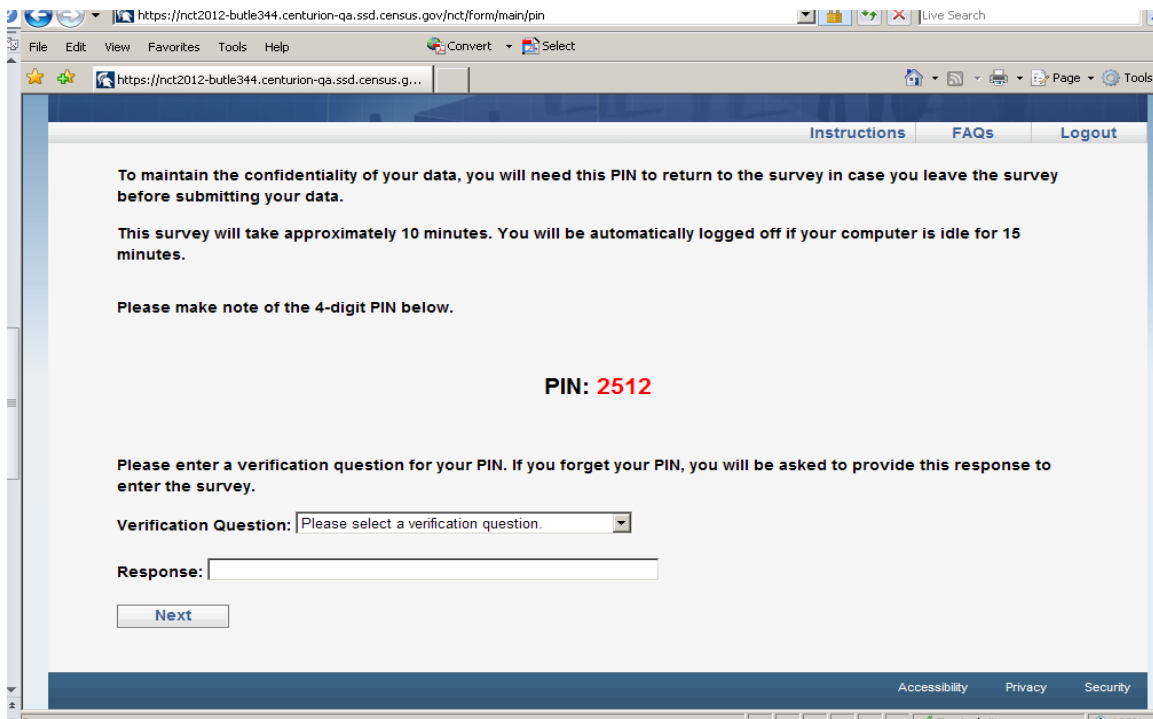 https://nct2012-butle344.centurion-qa.ssd.census.gov/nct/form/main/pin
Live Search
File Edit View Favorites Tools Help
Convert Select
https://nct2012-butle344.centurion-qa.ssd.census.g...
Page Tools
Instructions FAQs Logout
To maintain the confidentiality of your data, you will need this PIN to return to the survey in case you leave the survey
before submitting your data.
This survey will take approximately 10 minutes. You will be automatically logged off if your computer is idle for 15
minutes.
Please make note of the 4-digit PIN below.
PIN: 2512
Please enter a verification question for your PIN. If you forget your PIN, you will be asked to provide this response to
enter the survey.
Verification Question: Please select a verification question.
Response:
Next
Accessibility Privacy Security